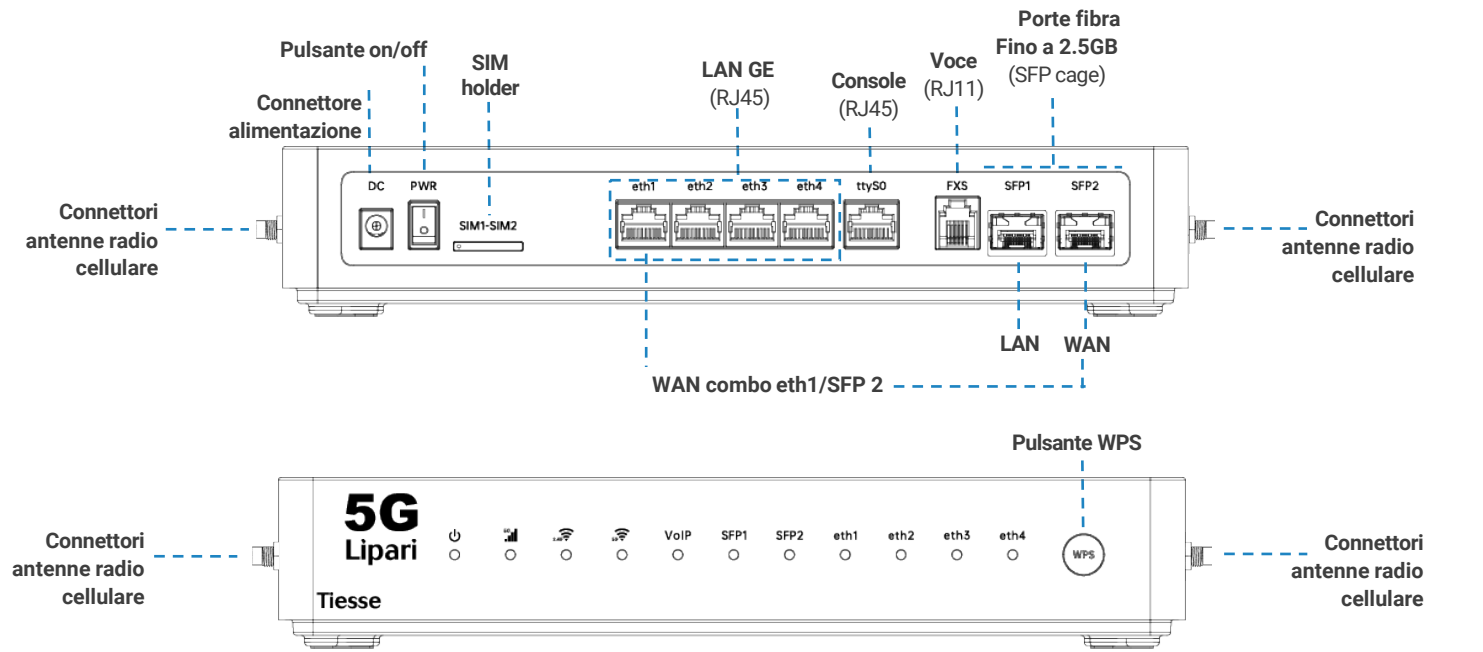 Porte fibra
Fino a 2.5GB
(SFP cage)
Pulsante on/off
SIM
holder
LAN GE
(RJ45)
Voce
(RJ11)
Console
(RJ45)
Connettore
alimentazione
DC
PWR
SIM1-SIM2
eth1
eth2
eth3
eth4
ttyS0
FXS
SFP1
SFP2
Connettori
antenne radio
cellulare
Connettori
antenne radio
cellulare
LAN
WAN
WAN combo eth1/SFP 2
Pulsante WPS
5G
Lipari
VoIP
SFP1
SFP2
eth1
eth2
eth3
eth4
WPS
Tiesse
Connettori
antenne radio
cellulare
Connettori
antenne radio
cellulare